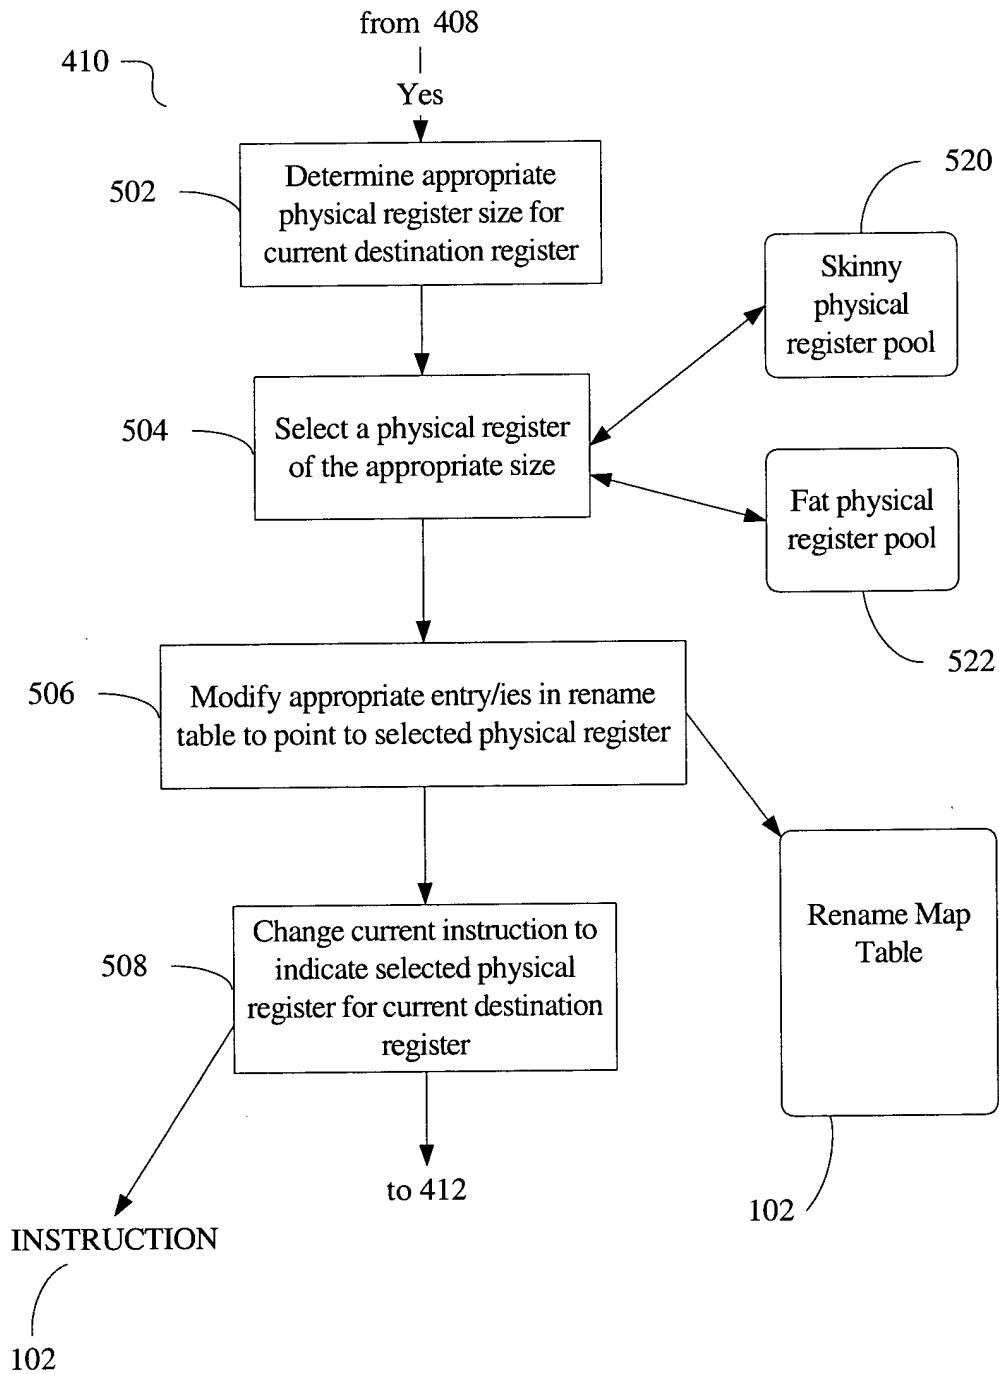 from 408
410
Yes
502
Determine appropriate
physical register size for
current destination register
520
Skinny
physical
register pool
504
Select a physical register
of the appropriate size
Fat physical
register pool
522
506
Modify appropriate entry/ies in rename
table to point to selected physical register
508
Change current instruction to
indicate selected physical
register for current destination
register
Rename Map
Table
to 412
102
INSTRUCTION
102